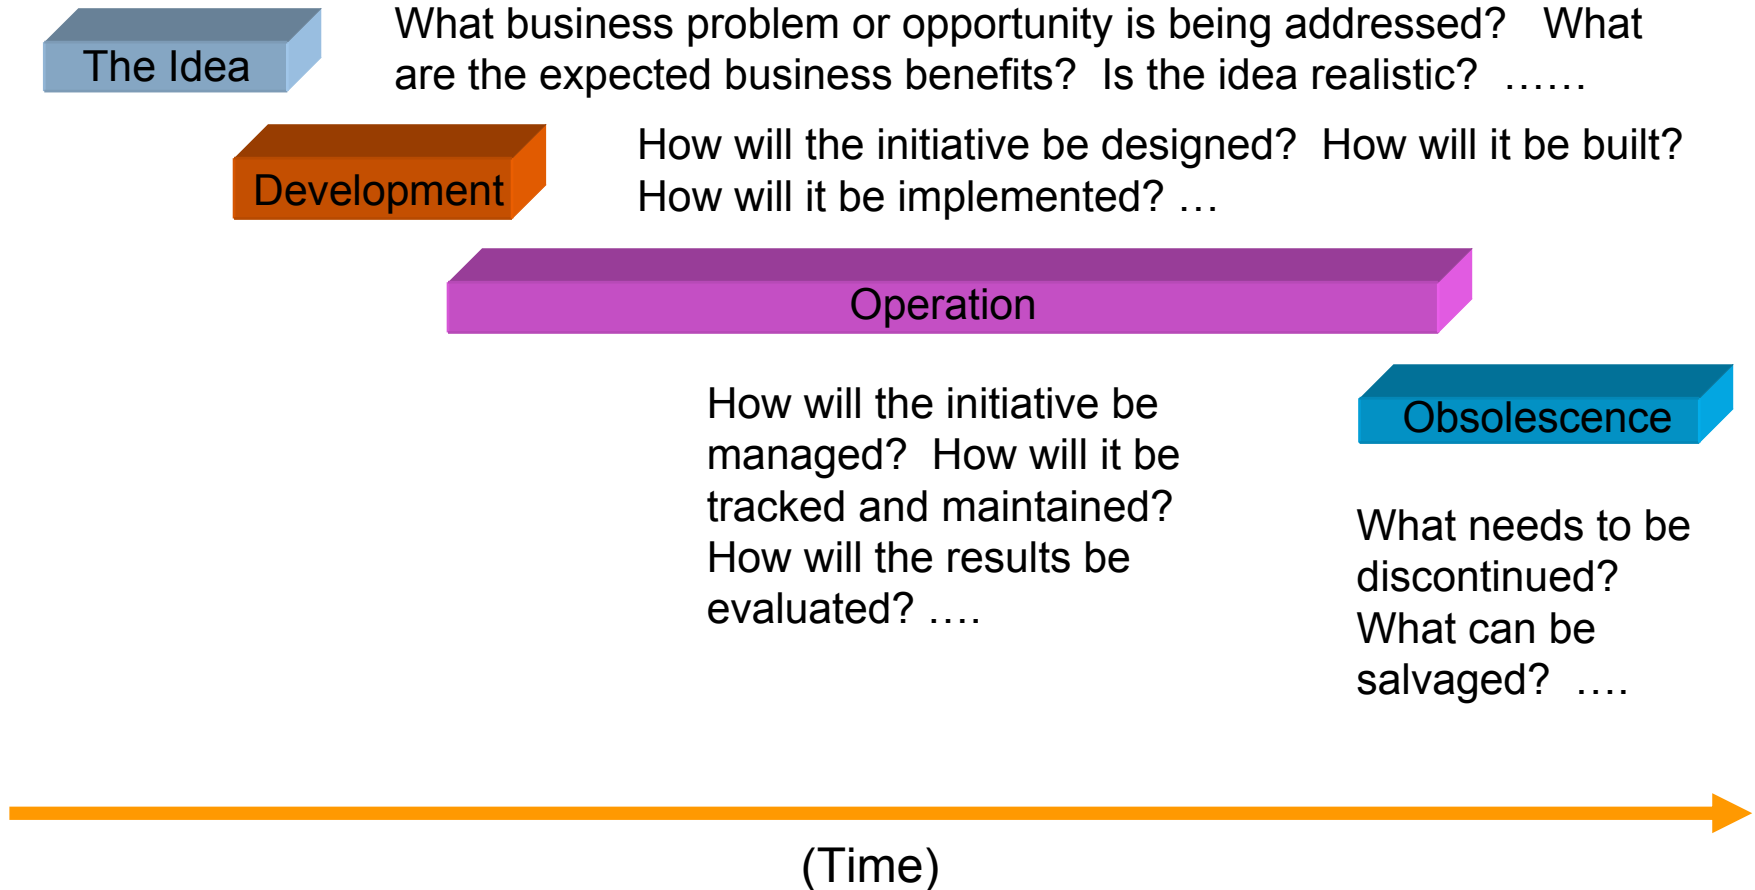 The Idea
What business problem or opportunity is being addressed?   What
are the expected business benefits?  Is the idea realistic?  ......
Development
How will the initiative be designed?  How will it be built?
How will it be implemented? …
Operation
How will the initiative be
managed?  How will it be
tracked and maintained?
How will the results be
evaluated? ….
Obsolescence
What needs to be
discontinued?
What can be
salvaged?  ….
(Time)